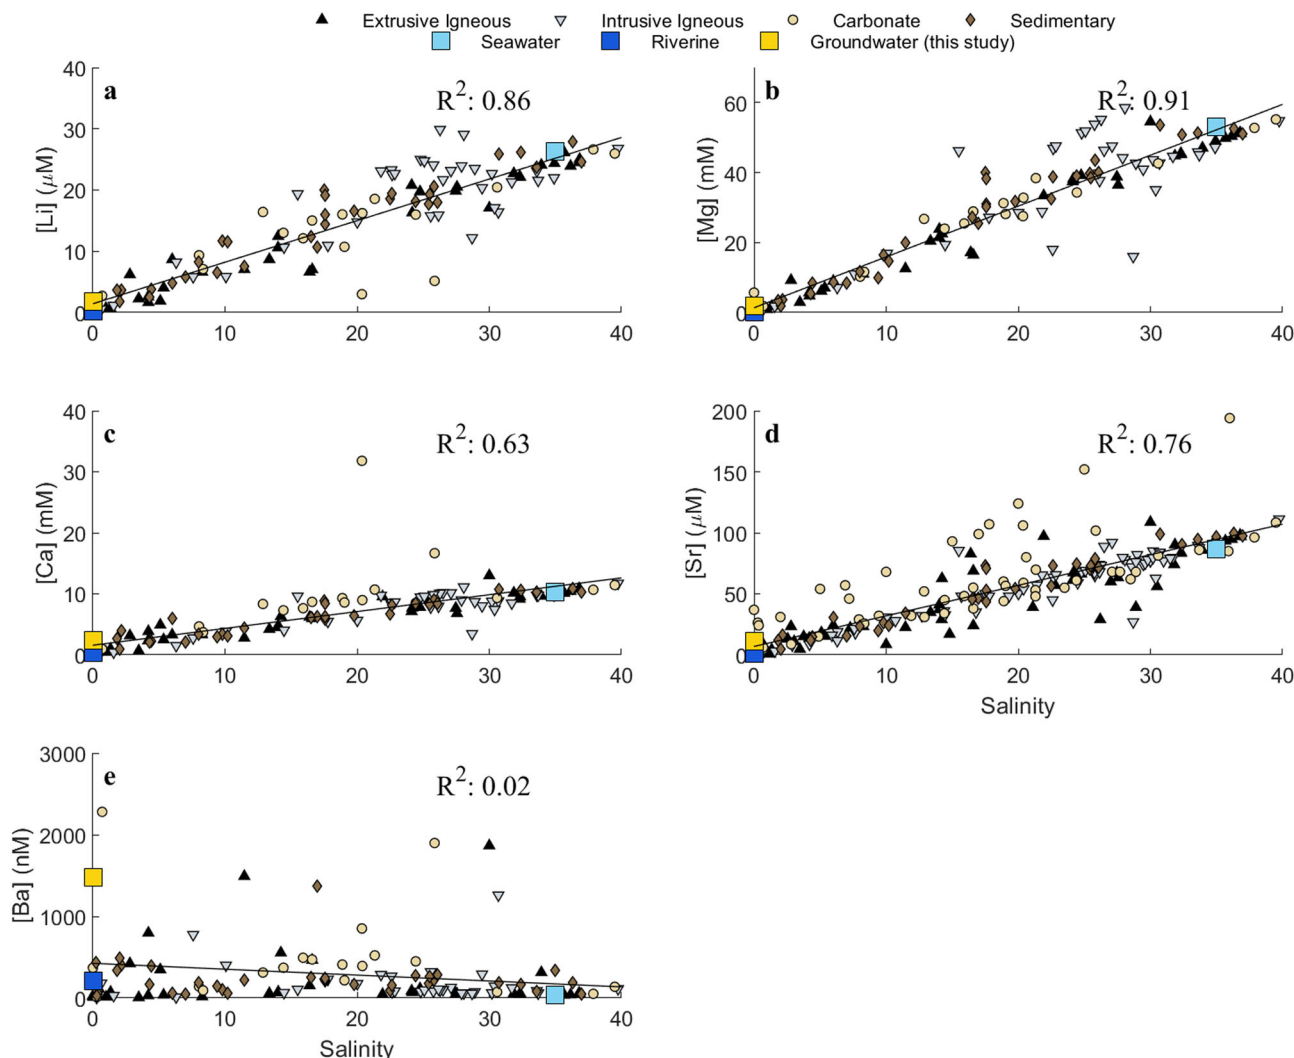 Extrusive Igneous Intrusive Igneous Carbonate Sedimentary
Seawater Riverine Groundwater (this study)
a
R²: 0.86
[Li] (μM)
40
30
20
10
0
0 10 20 30 40
b
R²: 0.91
[Mg] (mM)
60
40
20
0
0 10 20 30 40
c
R²: 0.63
[Ca] (mM)
40
30
20
10
0
0 10 20 30 40
d
R²: 0.76
[Sr] (μM)
200
150
100
50
0
0 10 20 30 40
Salinity
e
R²: 0.02
[Ba] (nM)
3000
2000
1000
0
0 10 20 30 40
Salinity